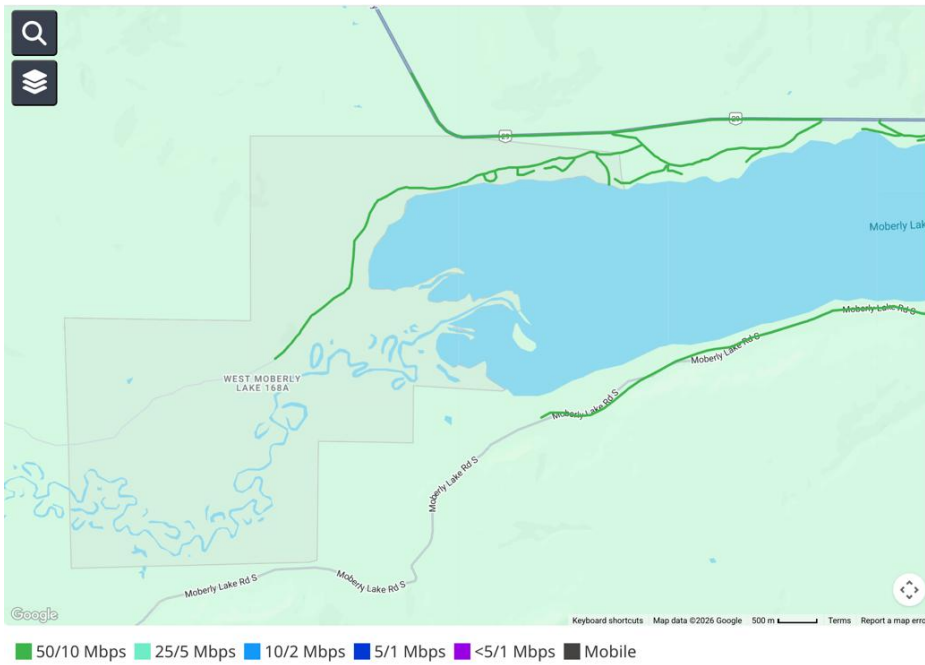 29
29
Moberly Lak
Moberly Lake Rd S
Moberly Lake Rd S
WEST MOBERLY
LAKE 168A
Moberly Lake Rd S
Moberly Lake Rd S
Moberly Lake Rd S
Moberly Lake Rd S
Google
Keyboard shortcuts Map data ©2026 Google 500 m Terms Report a map erro
50/10 Mbps 25/5 Mbps 10/2 Mbps 5/1 Mbps <5/1 Mbps Mobile